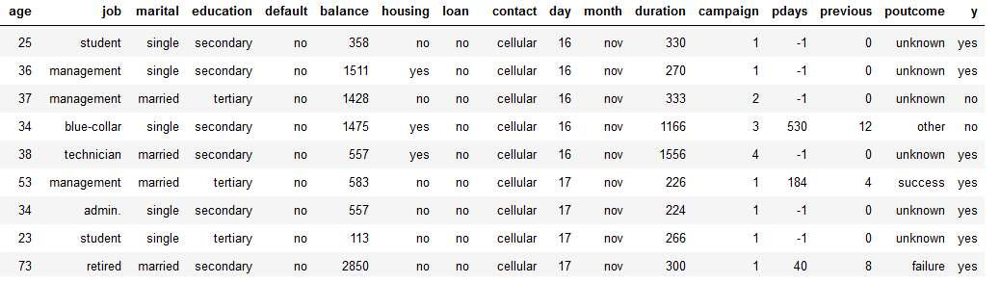 age job marital education default balance housing loan contact day month duration campaign pdays previous poutcome y
25 student single secondary no 358 no no cellular 16 nov 330 1 -1 0 unknown yes
36 management single secondary no 1511 yes no cellular 16 nov 270 1 -1 0 unknown yes
37 management married tertiary no 1428 no no cellular 16 nov 333 2 -1 0 unknown no
34 blue-collar single secondary no 1475 yes no cellular 16 nov 1166 3 530 12 other no
38 technician married secondary no 557 yes no cellular 16 nov 1556 4 -1 0 unknown yes
53 management married tertiary no 583 no no cellular 17 nov 226 1 184 4 success yes
34 admin. single secondary no 557 no no cellular 17 nov 224 1 -1 0 unknown yes
23 student single tertiary no 113 no no cellular 17 nov 266 1 -1 0 unknown yes
73 retired married secondary no 2850 no no cellular 17 nov 300 1 40 8 failure yes